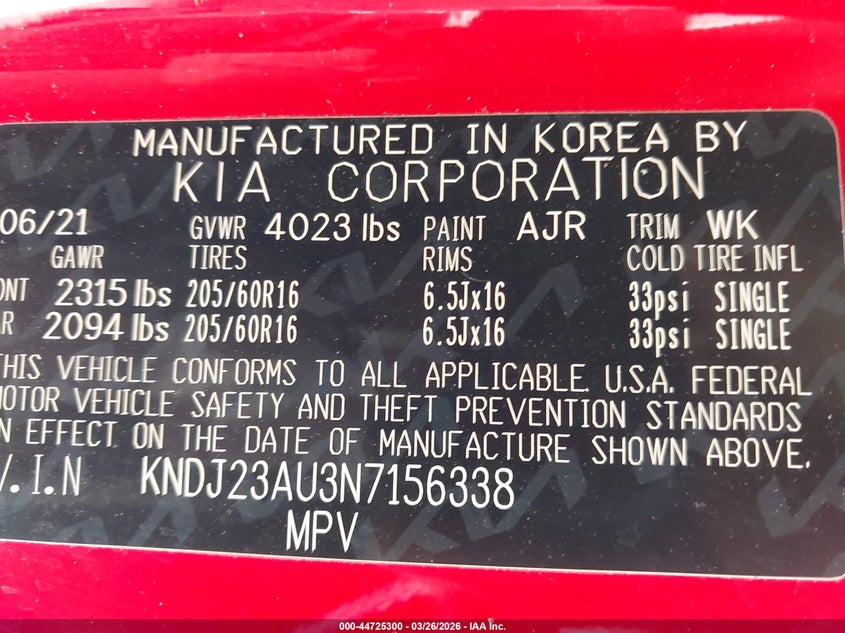 MANUFACTURED IN KOREA BY
KIA CORPORATION
06/21 GVWR 4023 lbs PAINT AJR TRIM WK
GAWR TIRES RIMS COLD TIRE INFL
ONT 2315 lbs 205/60R16 6.5Jx16 33psi SINGLE
AR 2094 lbs 205/60R16 6.5Jx16 33psi SINGLE
THIS VEHICLE CONFORMS TO ALL APPLICABLE U.S.A. FEDERAL
MOTOR VEHICLE SAFETY AND THEFT PREVENTION STANDARDS
IN EFFECT ON THE DATE OF MANUFACTURE SHOWN ABOVE.
V. I. N KNDJ23AU3N7156338
MPV
000-44725300 - 03/26/2026 - IAA Inc.